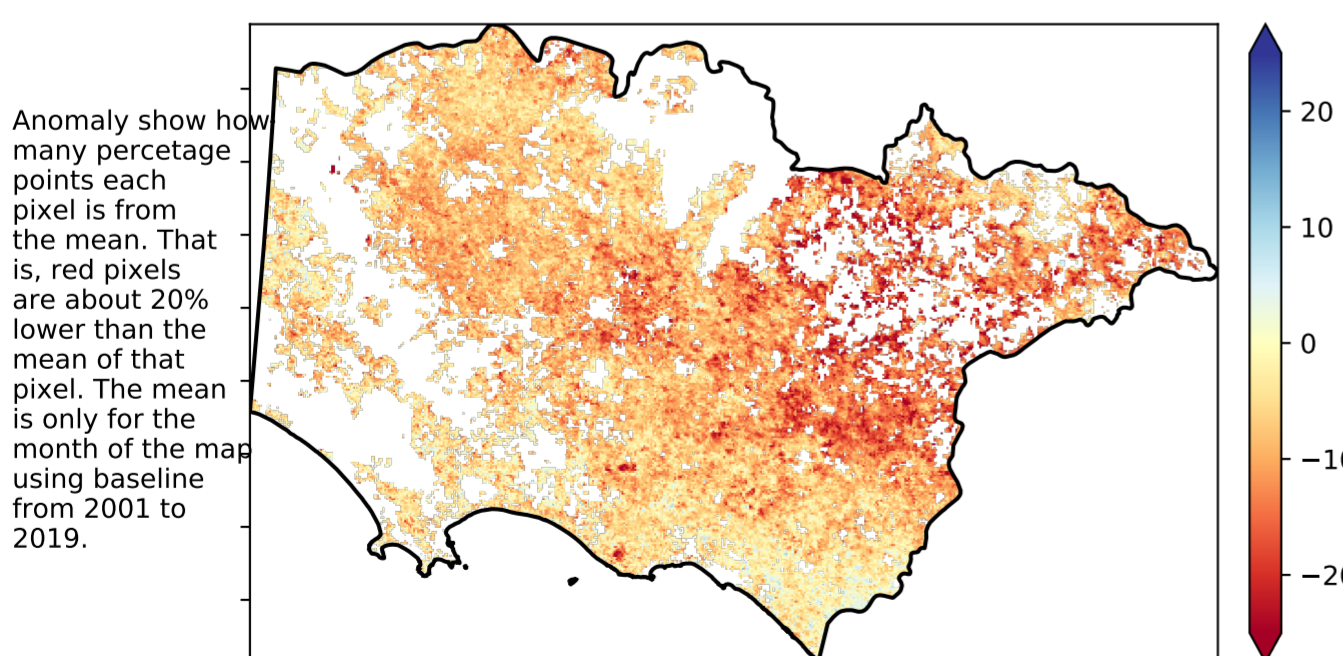 Anomaly show how
many percetage
points each
pixel is from
the mean. That
is, red pixels
are about 20%
lower than the
mean of that
pixel. The mean
is only for the
month of the map
using baseline
from 2001 to
2019.
20
10
0
−10
−20